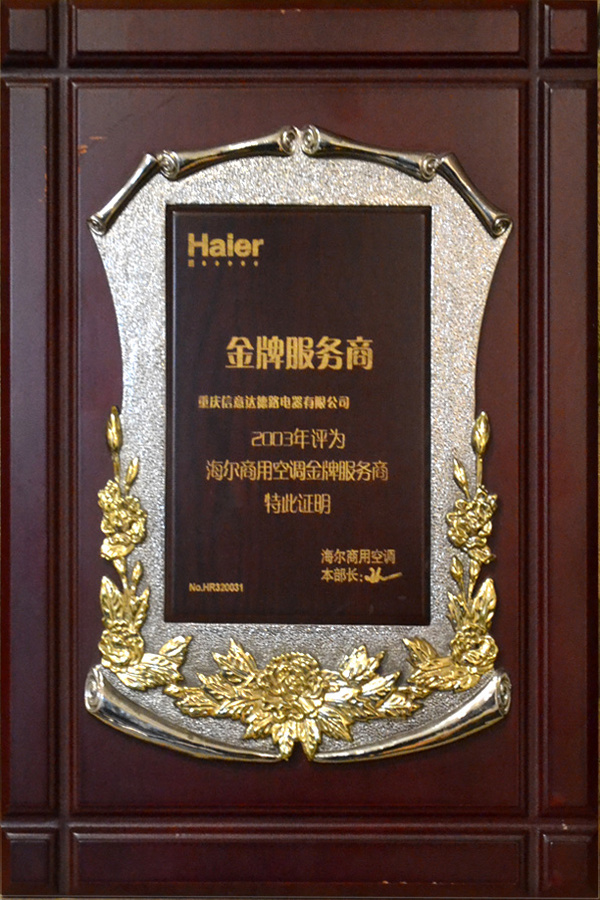 Haier
金牌服务商
重庆信意达德路电器有限公司
2003年评为
海尔商用空调金牌服务商
特此证明
海尔商用空调
本部长:
No.HR320031